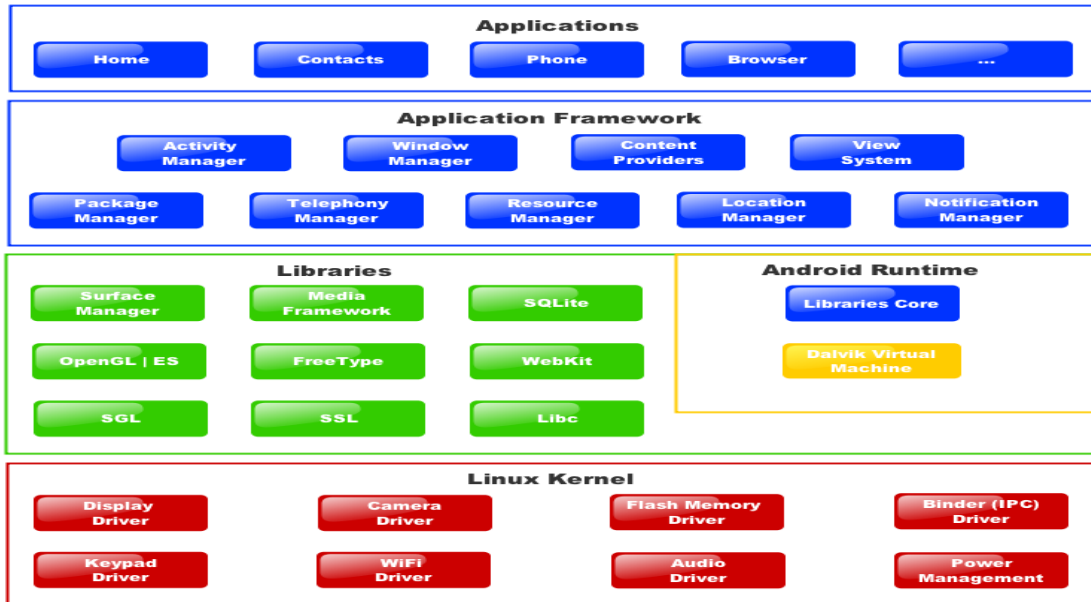 Applications
Home
Contacts
Phone
Browser
...
Application Framework
Activity
Manager
Window
Manager
Content
Providers
View
System
Package
Manager
Telephony
Manager
Resource
Manager
Location
Manager
Notification
Manager
Libraries
Surface
Manager
Media
Framework
SQLite
OpenGL | ES
FreeType
WebKit
SGL
SSL
Libc
Android Runtime
Libraries Core
Dalvik Virtual
Machine
Linux Kernel
Display
Driver
Camera
Driver
Flash Memory
Driver
Binder (IPC)
Driver
Keypad
Driver
WiFi
Driver
Audio
Driver
Power
Management